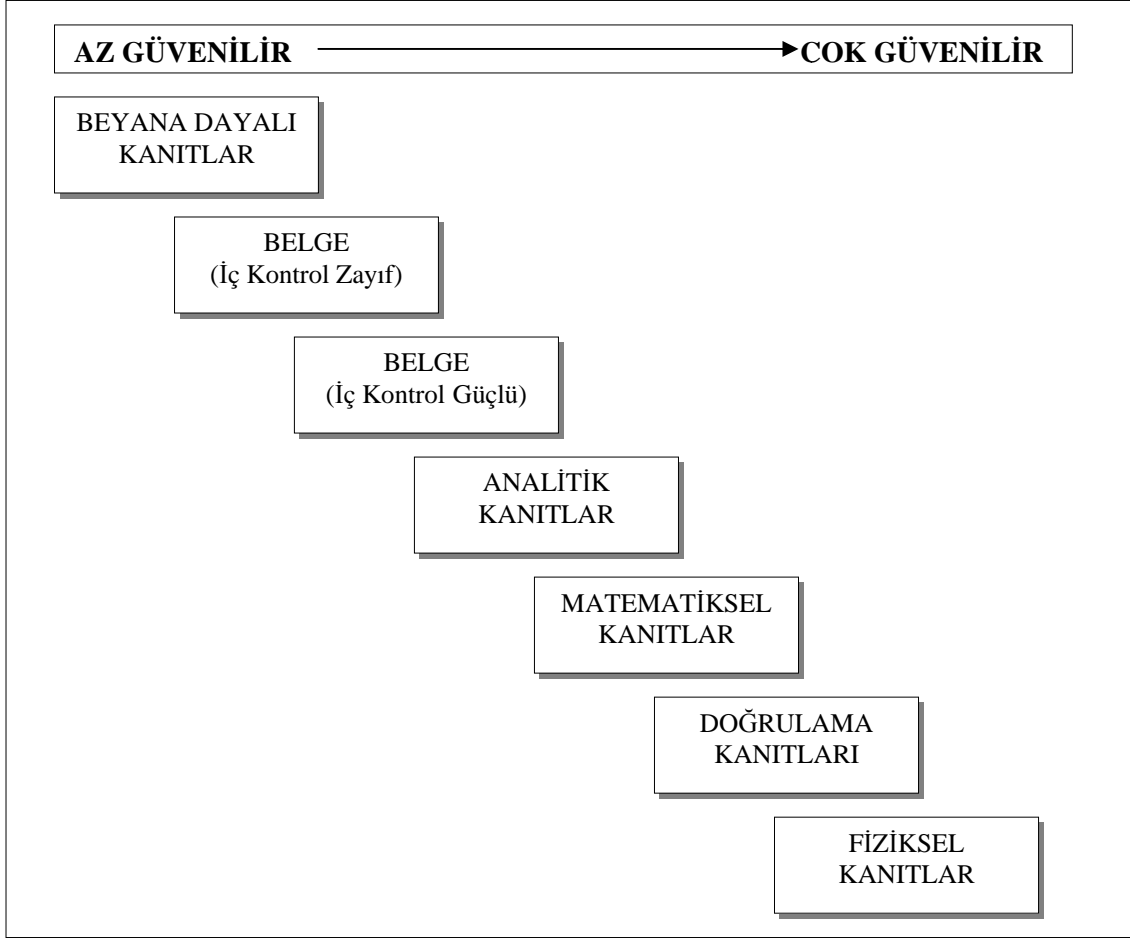 AZ GÜVENİLİR COK GÜVENİLİR
BEYANA DAYALI
KANITLAR
BELGE
(İç Kontrol Zayıf)
BELGE
(İç Kontrol Güçlü)
ANALİTİK
KANITLAR
MATEMATİKSEL
KANITLAR
DOĞRULAMA
KANITLARI
FİZİKSEL
KANITLAR